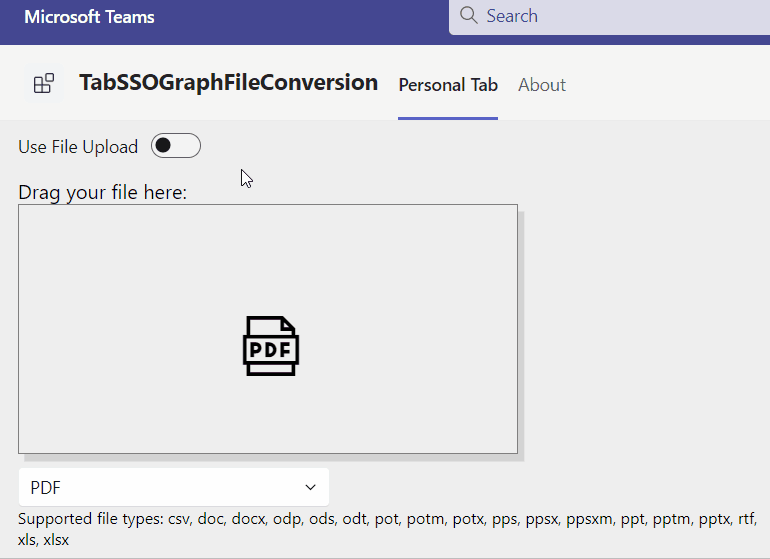 Microsoft Teams
Search
TabSSOGraphFileConversion
Personal Tab
About
Use File Upload
Drag your file here:
PDF
PDF
Supported file types: csv, doc, docx, odp, ods, odt, pot, potm, potx, pps, ppsx, ppsxm, ppt, pptm, pptx, rtf,
xls, xlsx